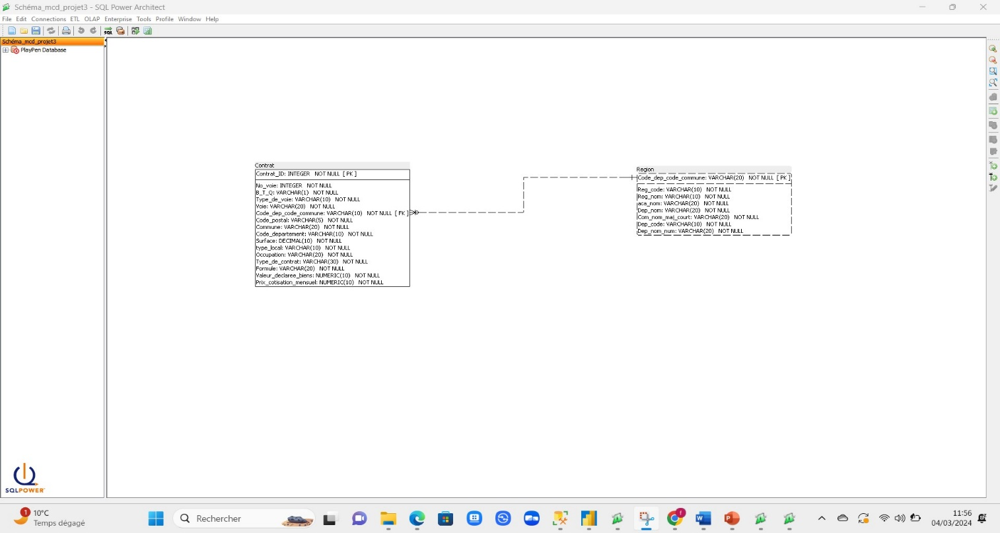 Schéma_mcd_projet3 - SQL Power Architect
File Edit Connections ETL OLAP Enterprise Tools Profile Window Help
SQL
Schéma_mcd_projet3
PlayPen Database
Contrat
Contrat_ID: INTEGER NOT NULL [ PK ]
No_voie: INTEGER NOT NULL
B_T_Q: VARCHAR(1) NOT NULL
Type_de_voie: VARCHAR(10) NOT NULL
Voie: VARCHAR(20) NOT NULL
Code_dep_code_commune: VARCHAR(10) NOT NULL [ FK ]
Code_postal: VARCHAR(5) NOT NULL
Commune: VARCHAR(20) NOT NULL
Code_departement: VARCHAR(10) NOT NULL
Surface: DECIMAL(10) NOT NULL
type_local: VARCHAR(10) NOT NULL
Occupation: VARCHAR(20) NOT NULL
Type_de_contrat: VARCHAR(30) NOT NULL
Formule: VARCHAR(20) NOT NULL
Valeur_declaree_biens: NUMERIC(10) NOT NULL
Prix_cotisation_mensuel: NUMERIC(10) NOT NULL
Region
Code_dep_code_commune: VARCHAR(20) NOT NULL [ PK ]
Reg_code: VARCHAR(10) NOT NULL
Reg_nom: VARCHAR(10) NOT NULL
aca_nom: VARCHAR(20) NOT NULL
Dep_nom: VARCHAR(20) NOT NULL
Com_nom_maj_court: VARCHAR(20) NOT NULL
Dep_code: VARCHAR(10) NOT NULL
Dep_nom_num: VARCHAR(20) NOT NULL
SQLPOWER
1
10°C
Temps dégagé
Rechercher
f
W
P
11:56
04/03/2024